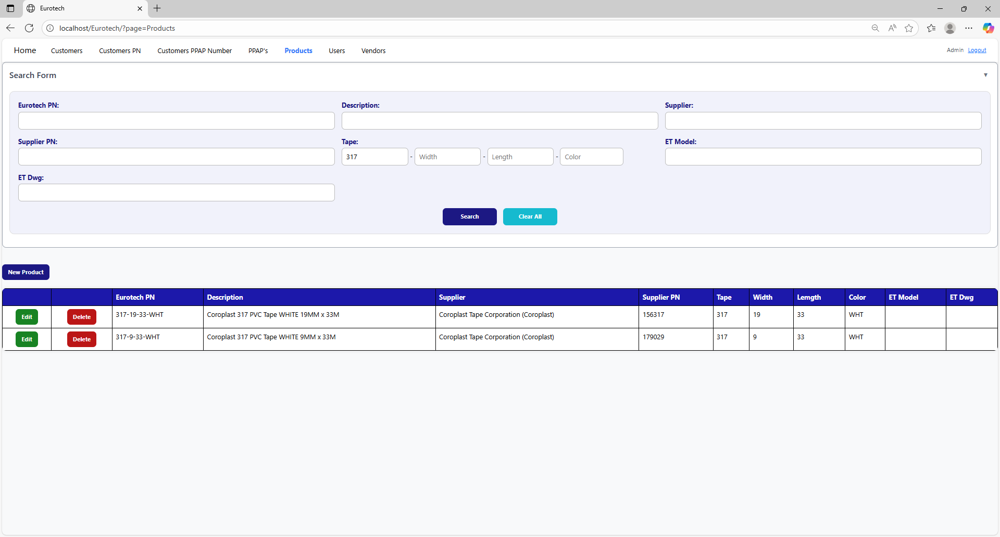 Eurotech
localhost/Eurotech/?page=Products
Home Customers Customers PN Customers PPAP Number PPAP's Products Users Vendors Admin Logout
Search Form
Eurotech PN: Description: Supplier:
Supplier PN: Tape: ET Model:
317 - Width - Length - Color
ET Dwg:
Search Clear All
New Product
Eurotech PN Description Supplier Supplier PN Tape Width Lemgth Color ET Model ET Dwg
Edit Delete 317-19-33-WHT Coroplast 317 PVC Tape WHITE 19MM x 33M Coroplast Tape Corporation (Coroplast) 156317 317 19 33 WHT
Edit Delete 317-9-33-WHT Coroplast 317 PVC Tape WHITE 9MM x 33M Coroplast Tape Corporation (Coroplast) 179029 317 9 33 WHT